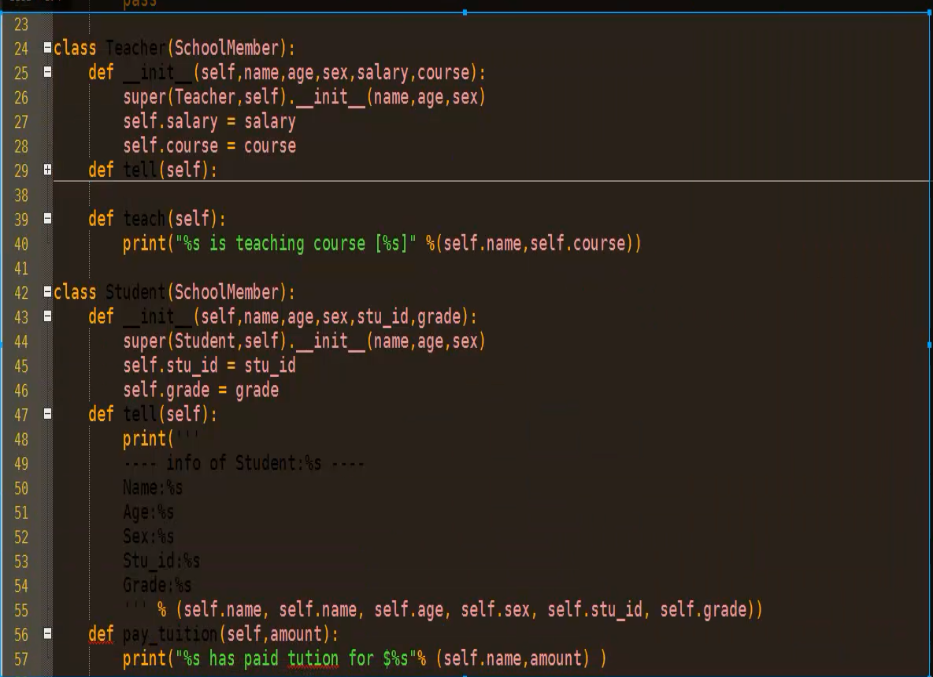 pass
23
24 class Teacher(SchoolMember):
25     def __init__(self,name,age,sex,salary,course):
26         super(Teacher,self).__init__(name,age,sex)
27         self.salary = salary
28         self.course = course
29     def tell(self):
38
39     def teach(self):
40         print("%s is teaching course [%s]" %(self.name,self.course))
41
42 class Student(SchoolMember):
43     def __init__(self,name,age,sex,stu_id,grade):
44         super(Student,self).__init__(name,age,sex)
45         self.stu_id = stu_id
46         self.grade = grade
47     def tell(self):
48         print('''
49         ---- info of Student:%s ----
50         Name:%s
51         Age:%s
52         Sex:%s
53         Stu_id:%s
54         Grade:%s
55         ''' % (self.name, self.name, self.age, self.sex, self.stu_id, self.grade))
56     def pay_tuition(self,amount):
57         print("%s has paid tution for $%s"% (self.name,amount) )